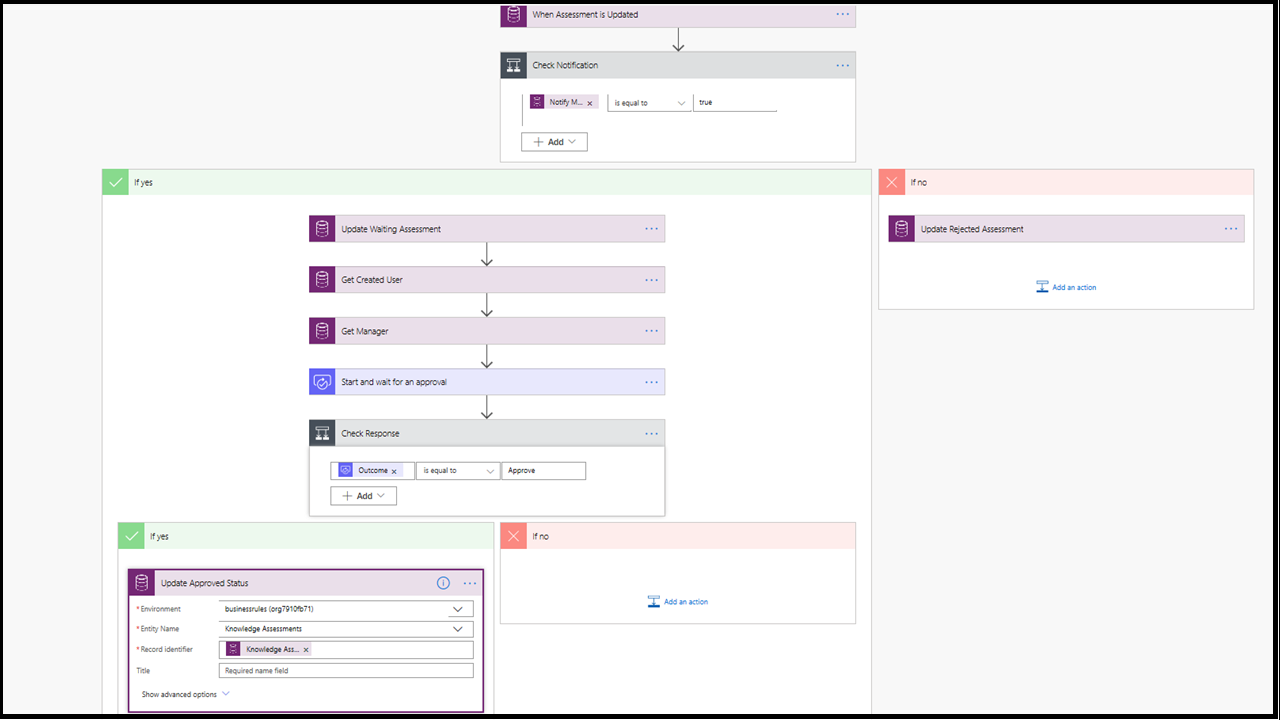 When Assessment is Updated
Check Notification
Notify M... x is equal to true
Add
If yes
If no
Update Waiting Assessment
Update Rejected Assessment
Get Created User
Add an action
Get Manager
Start and wait for an approval
Check Response
Outcome x is equal to Approve
Add
If yes
If no
Update Approved Status
*Environment businessrules (org7910fb71)
Add an action
*Entity Name Knowledge Assessments
*Record identifier Knowledge Ass... x
Title Required name field
Show advanced options